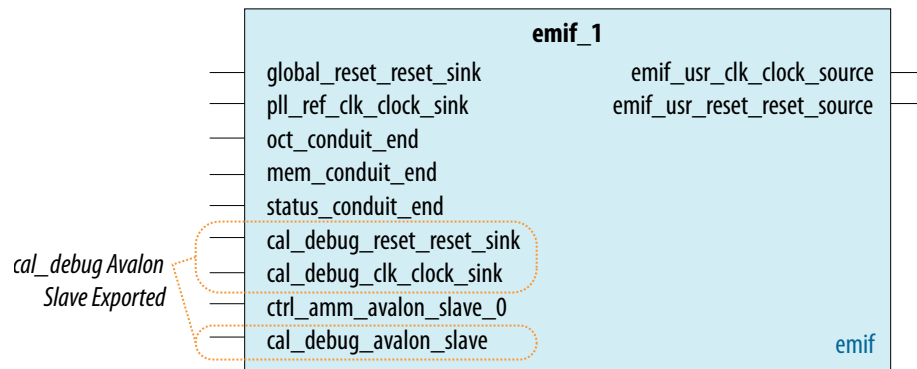 emif_1
global_reset_reset_sink
emif_usr_clk_clock_source
pll_ref_clk_clock_sink
emif_usr_reset_reset_source
oct_conduit_end
mem_conduit_end
status_conduit_end
cal_debug_reset_reset_sink
cal_debug_clk_clock_sink
cal_debug Avalon
Slave Exported
ctrl_amm_avalon_slave_0
cal_debug_avalon_slave
emif